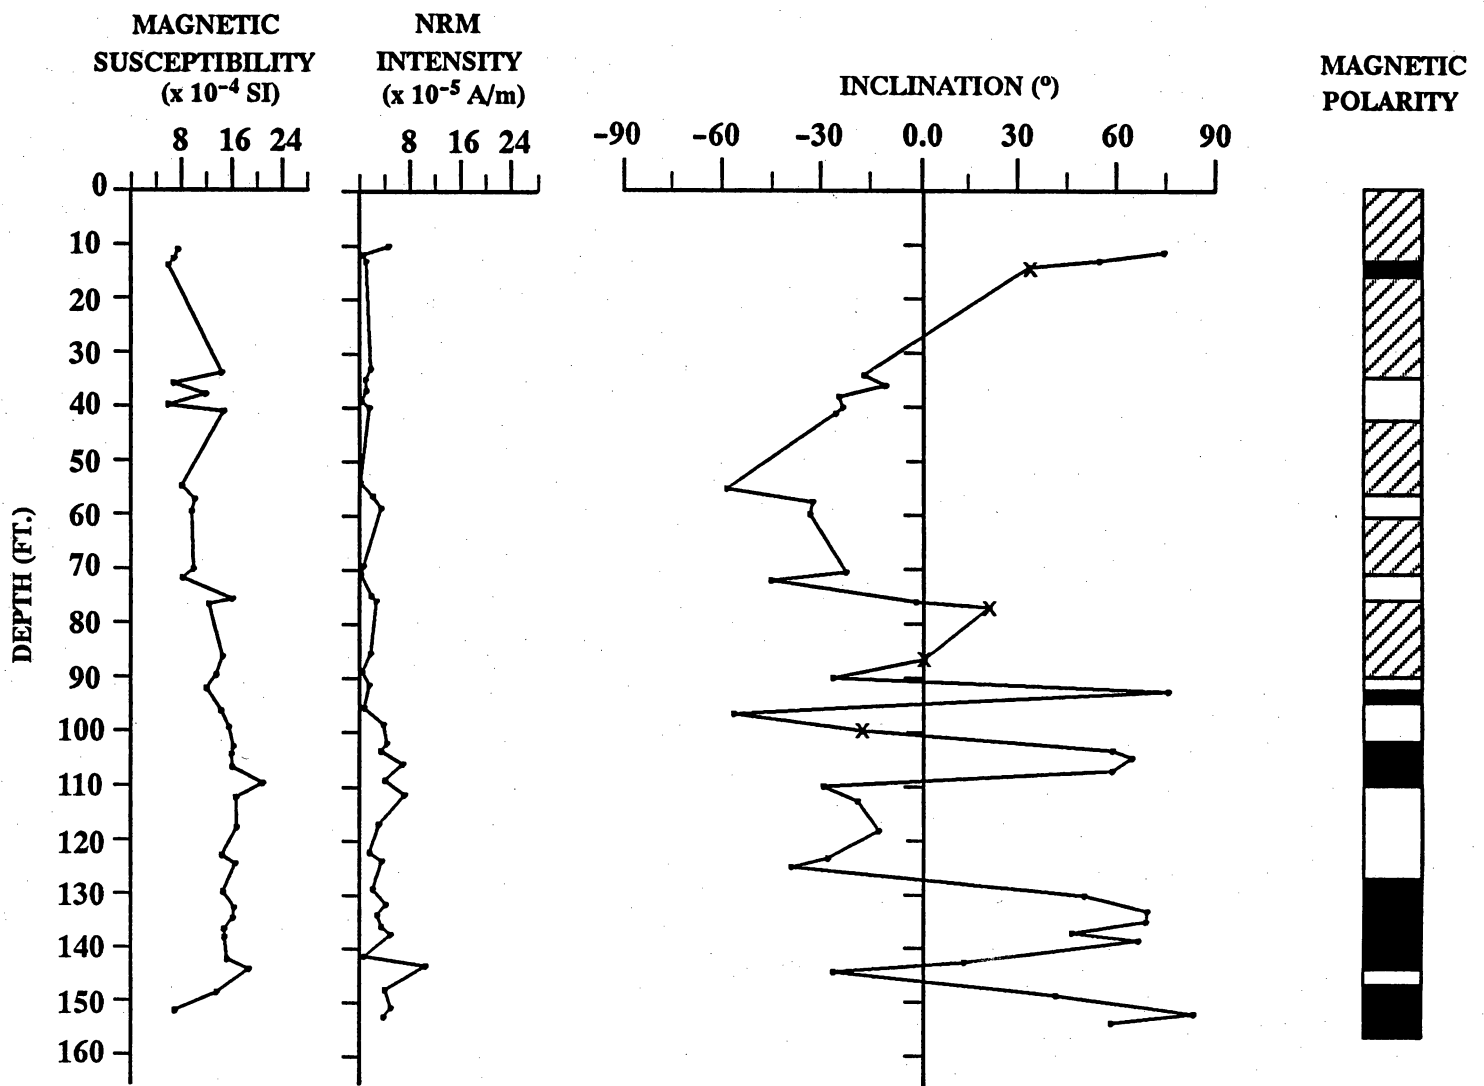 MAGNETIC
SUSCEPTIBILITY
(x 10⁻⁴ SI)
8 16 24
NRM
INTENSITY
(x 10⁻⁵ A/m)
8 16 24
INCLINATION (º)
−90 −60 −30 0.0 30 60 90
MAGNETIC
POLARITY
DEPTH (FT.)
0
10
20
30
40
50
60
70
80
90
100
110
120
130
140
150
160